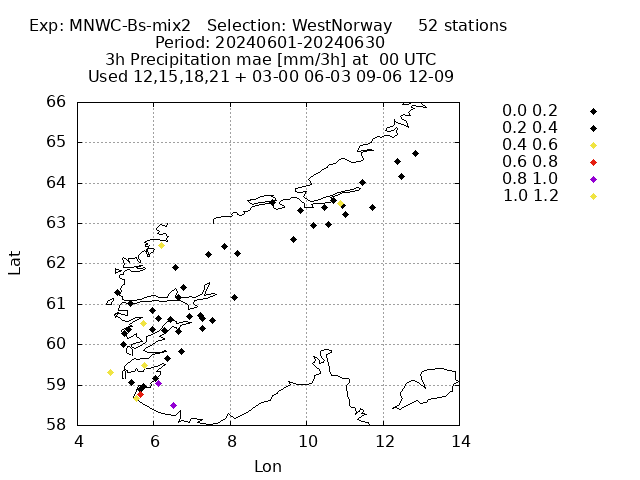 Exp: MNWC-Bs-mix2   Selection: WestNorway     52 stations
Period: 20240601-20240630
3h Precipitation mae [mm/3h] at  00 UTC
Used 12,15,18,21 + 03-00 06-03 09-06 12-09
0.0 0.2
0.2 0.4
0.4 0.6
0.6 0.8
0.8 1.0
1.0 1.2
66
65
64
63
62
61
60
59
58
Lat
4 6 8 10 12 14
Lon